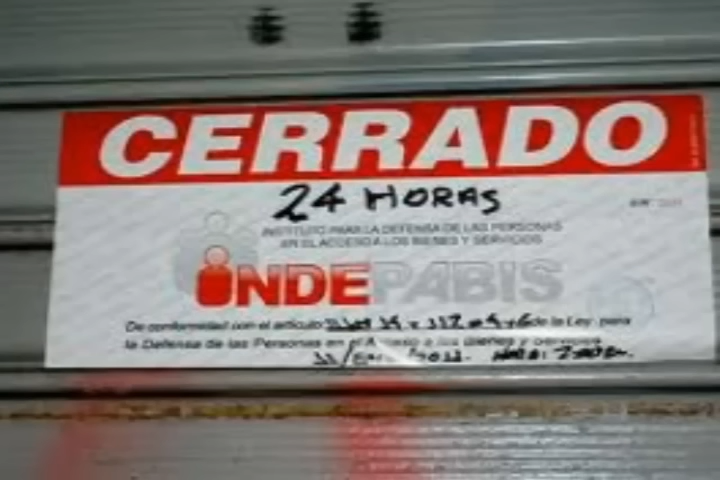 CERRADO
24 HORAS
INSTITUTO PARA LA DEFENSA DE LAS PERSONAS
EN EL ACCESO A LOS BIENES Y SERVICIOS
INDEPABIS
De conformidad con el artículo de la Ley para
la Defensa de las Personas en el Acceso a los Bienes y